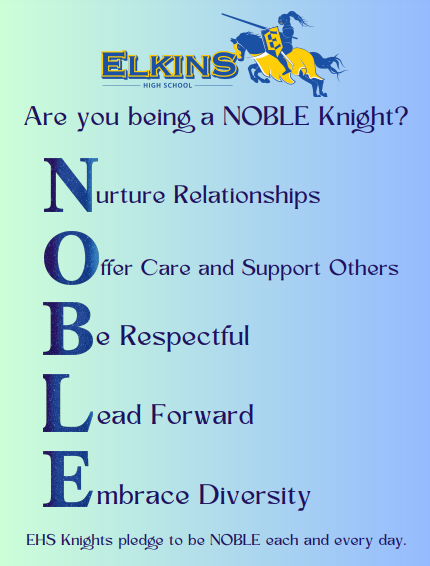 ELKINS
HIGH SCHOOL
Are you being a NOBLE Knight?
Nurture Relationships
Offer Care and Support Others
Be Respectful
Lead Forward
Embrace Diversity
EHS Knights pledge to be NOBLE each and every day.